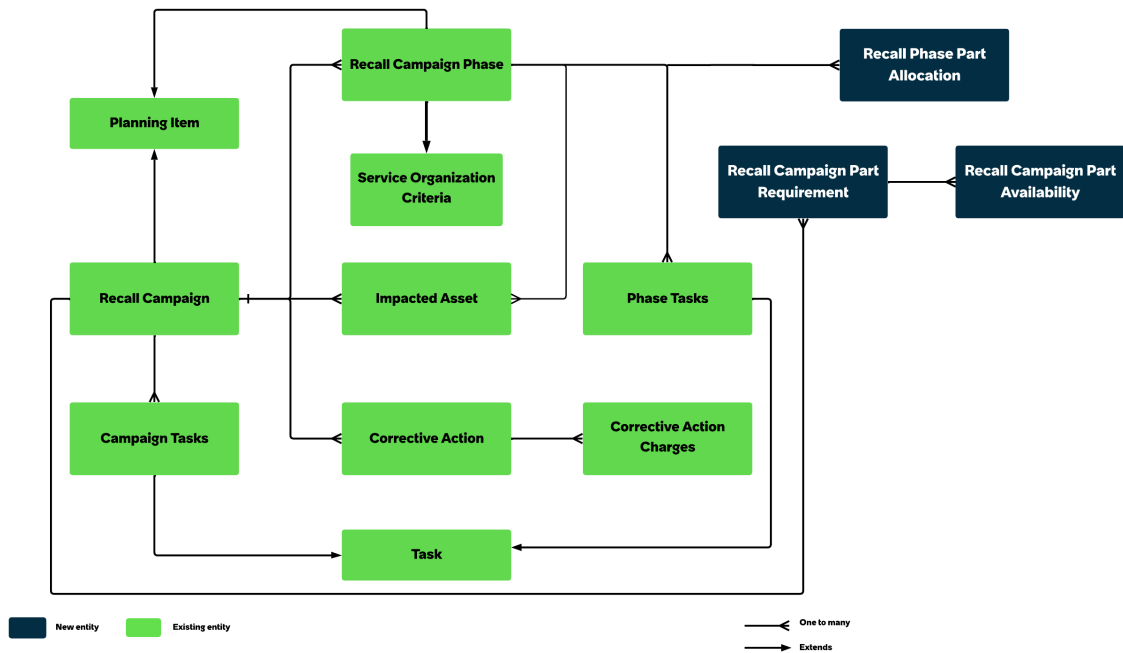 Recall Campaign Phase
Recall Phase Part
Allocation
Planning Item
Service Organization
Criteria
Recall Campaign Part
Requirement
Recall Campaign Part
Availability
Recall Campaign
Impacted Asset
Phase Tasks
Campaign Tasks
Corrective Action
Corrective Action
Charges
Task
New entity
Existing entity
One to many
Extends